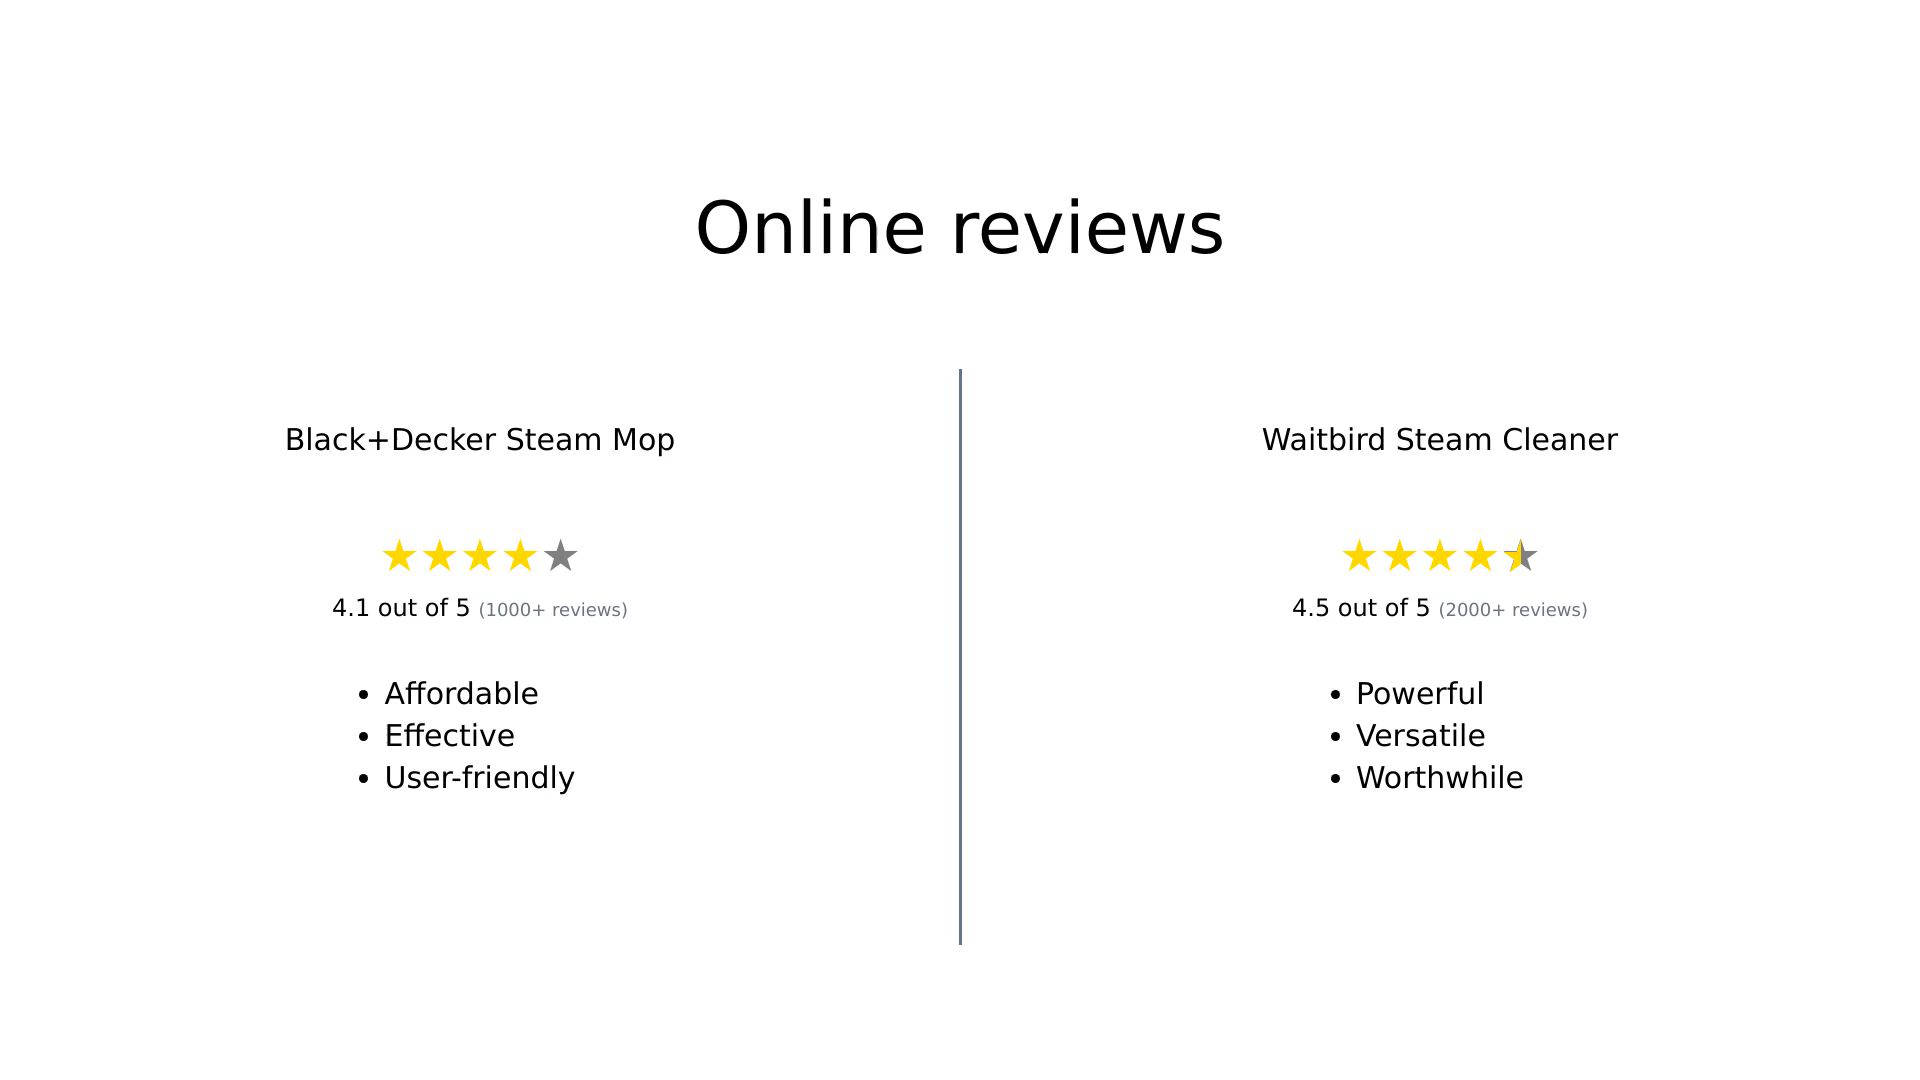 Online reviews
Black+Decker Steam Mop
4.1 out of 5 (1000+ reviews)
• Affordable
• Effective
• User-friendly
Waitbird Steam Cleaner
4.5 out of 5 (2000+ reviews)
• Powerful
• Versatile
• Worthwhile